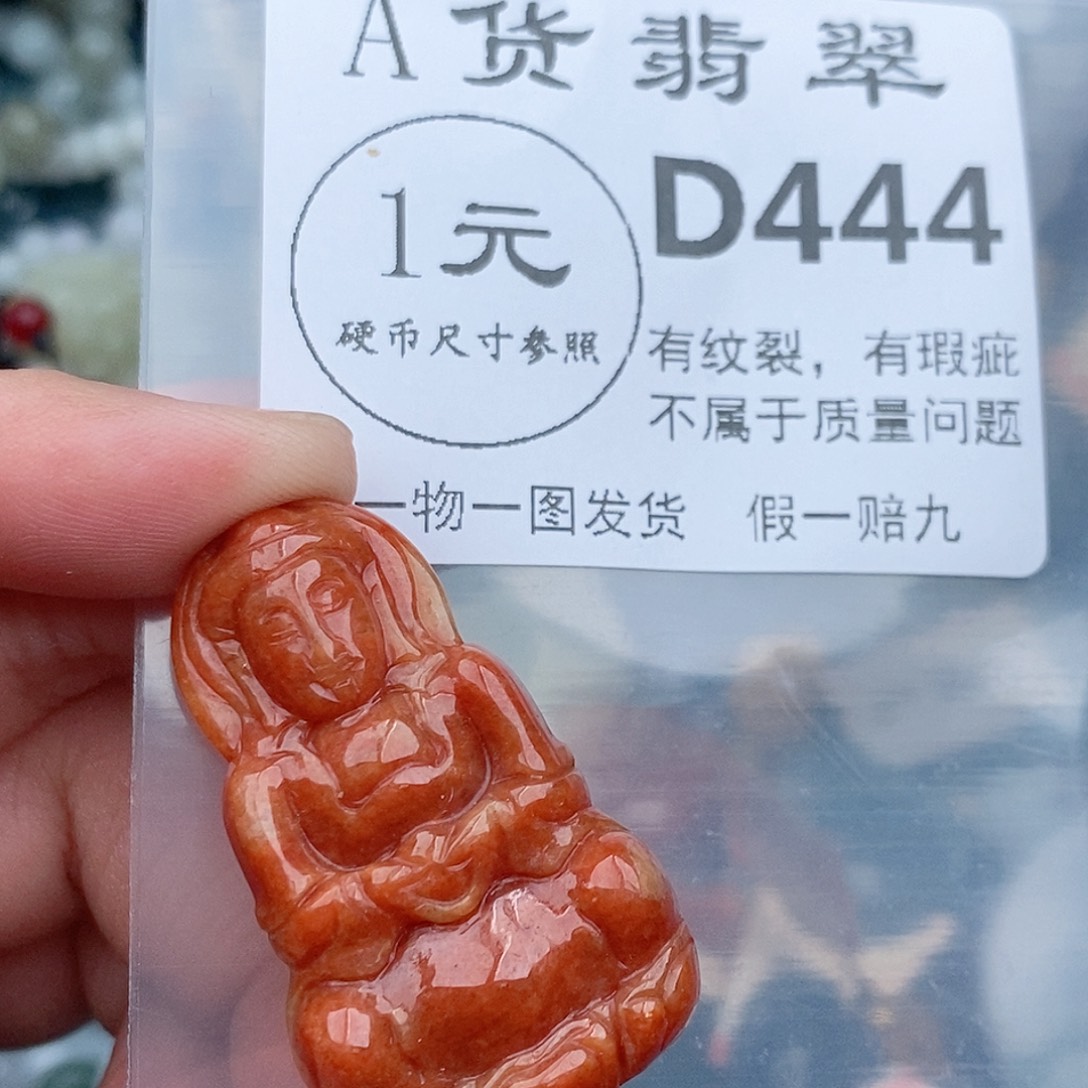 A货翡翠
1元
硬币尺寸参照
D444
有纹裂，有瑕疵
不属于质量问题
一物一图发货 假一赔九